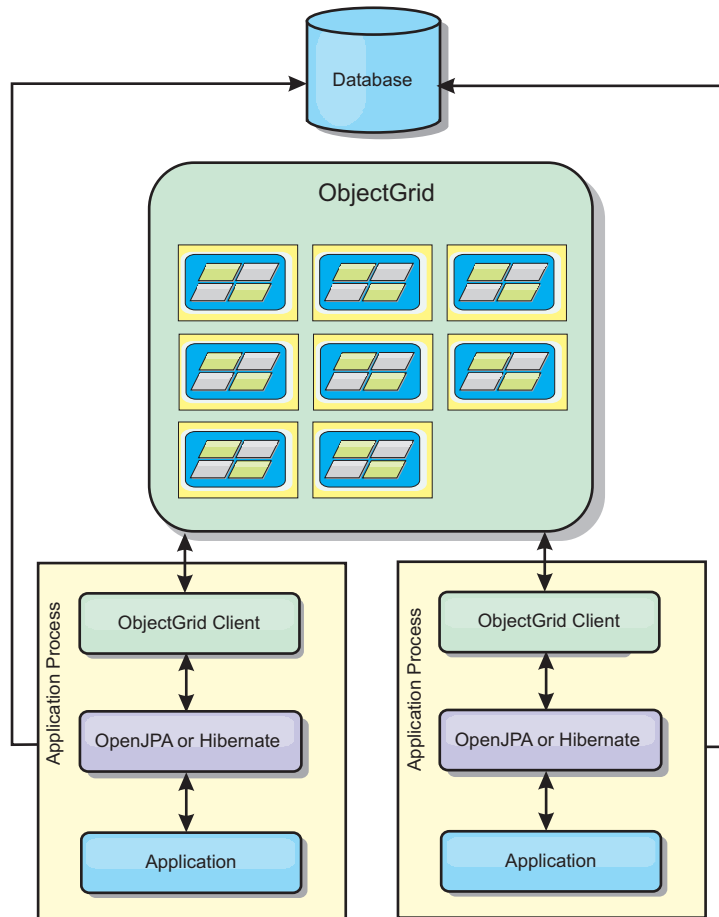 Database
ObjectGrid
Application Process
ObjectGrid Client
OpenJPA or Hibernate
Application
Application Process
ObjectGrid Client
OpenJPA or Hibernate
Application